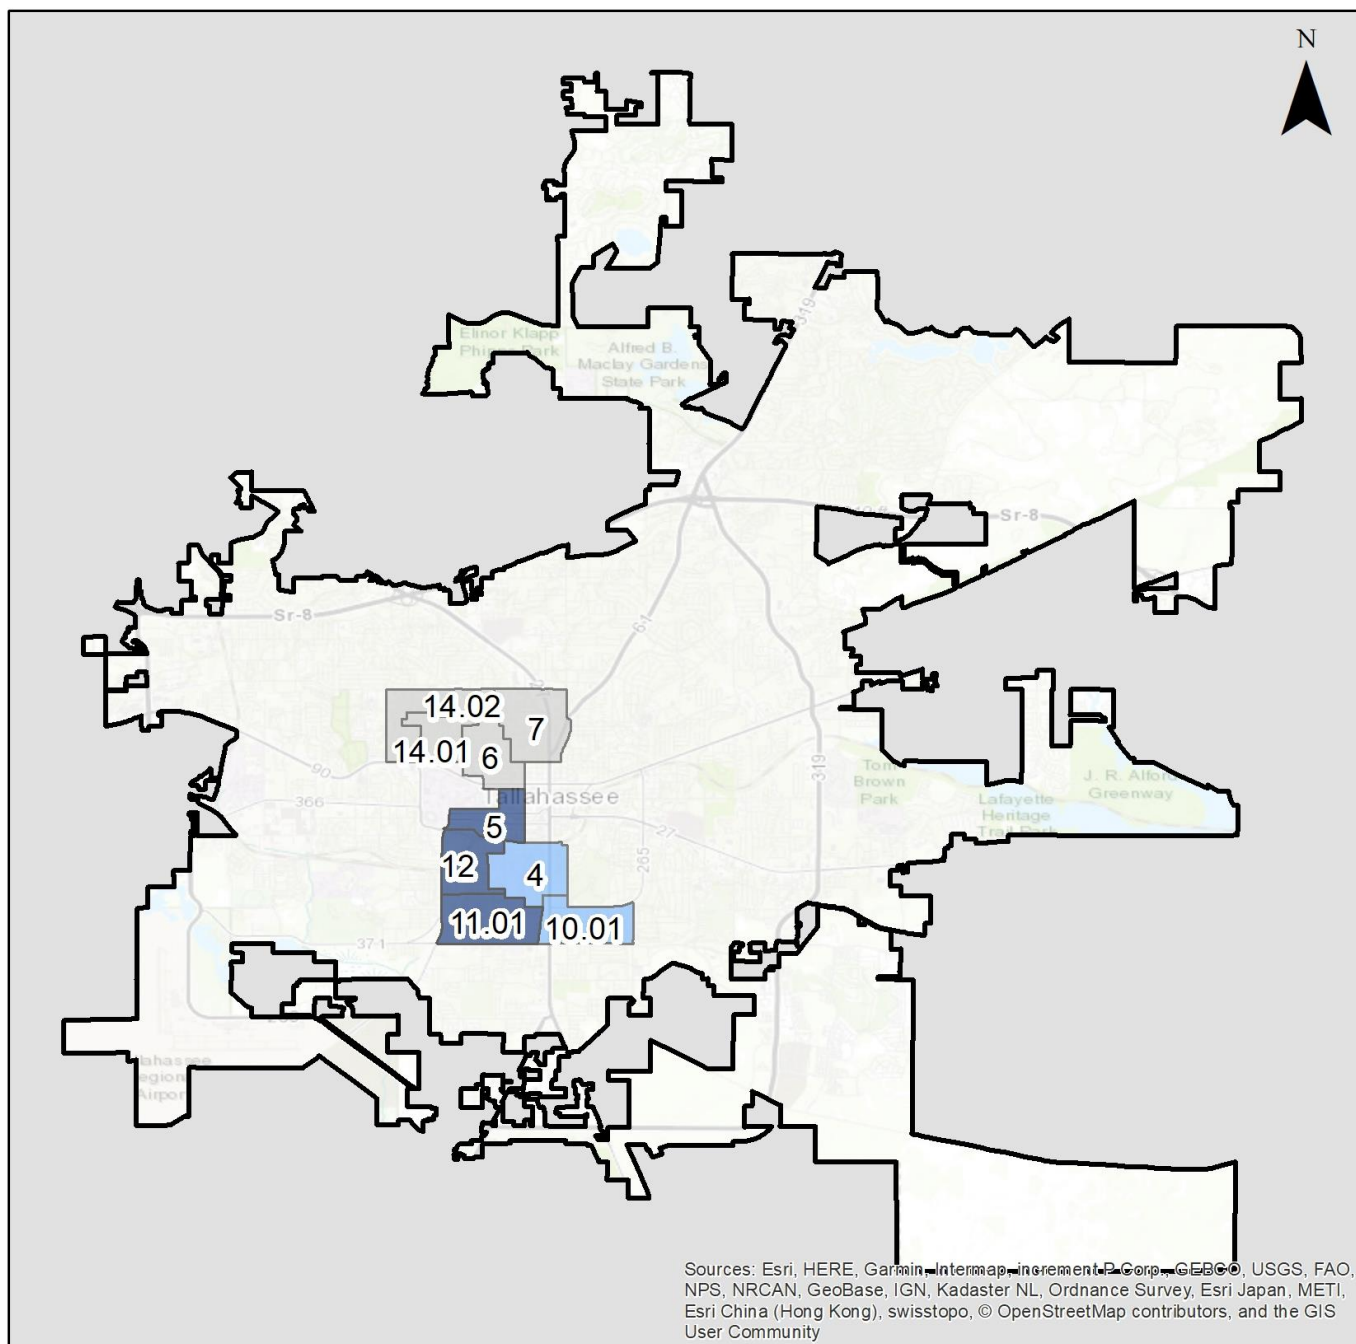 N
319
Elinor Klapp
Phipps Park
Alfred B.
Maclay Gardens
State Park
Sr-8
Sr-8
61
14.02
7
14.01
6
90
319
Tom
Brown
Park
J. R. Alford
Greenway
Tallahassee
366
Lafayette
Heritage
Trail Park
5
27
265
12
4
11.01
10.01
371
Tallahassee
Regional
Airport
Sources: Esri, HERE, Garmin, Intermap, increment P Corp., GEBCO, USGS, FAO,
NPS, NRCAN, GeoBase, IGN, Kadaster NL, Ordnance Survey, Esri Japan, METI,
Esri China (Hong Kong), swisstopo, © OpenStreetMap contributors, and the GIS
User Community